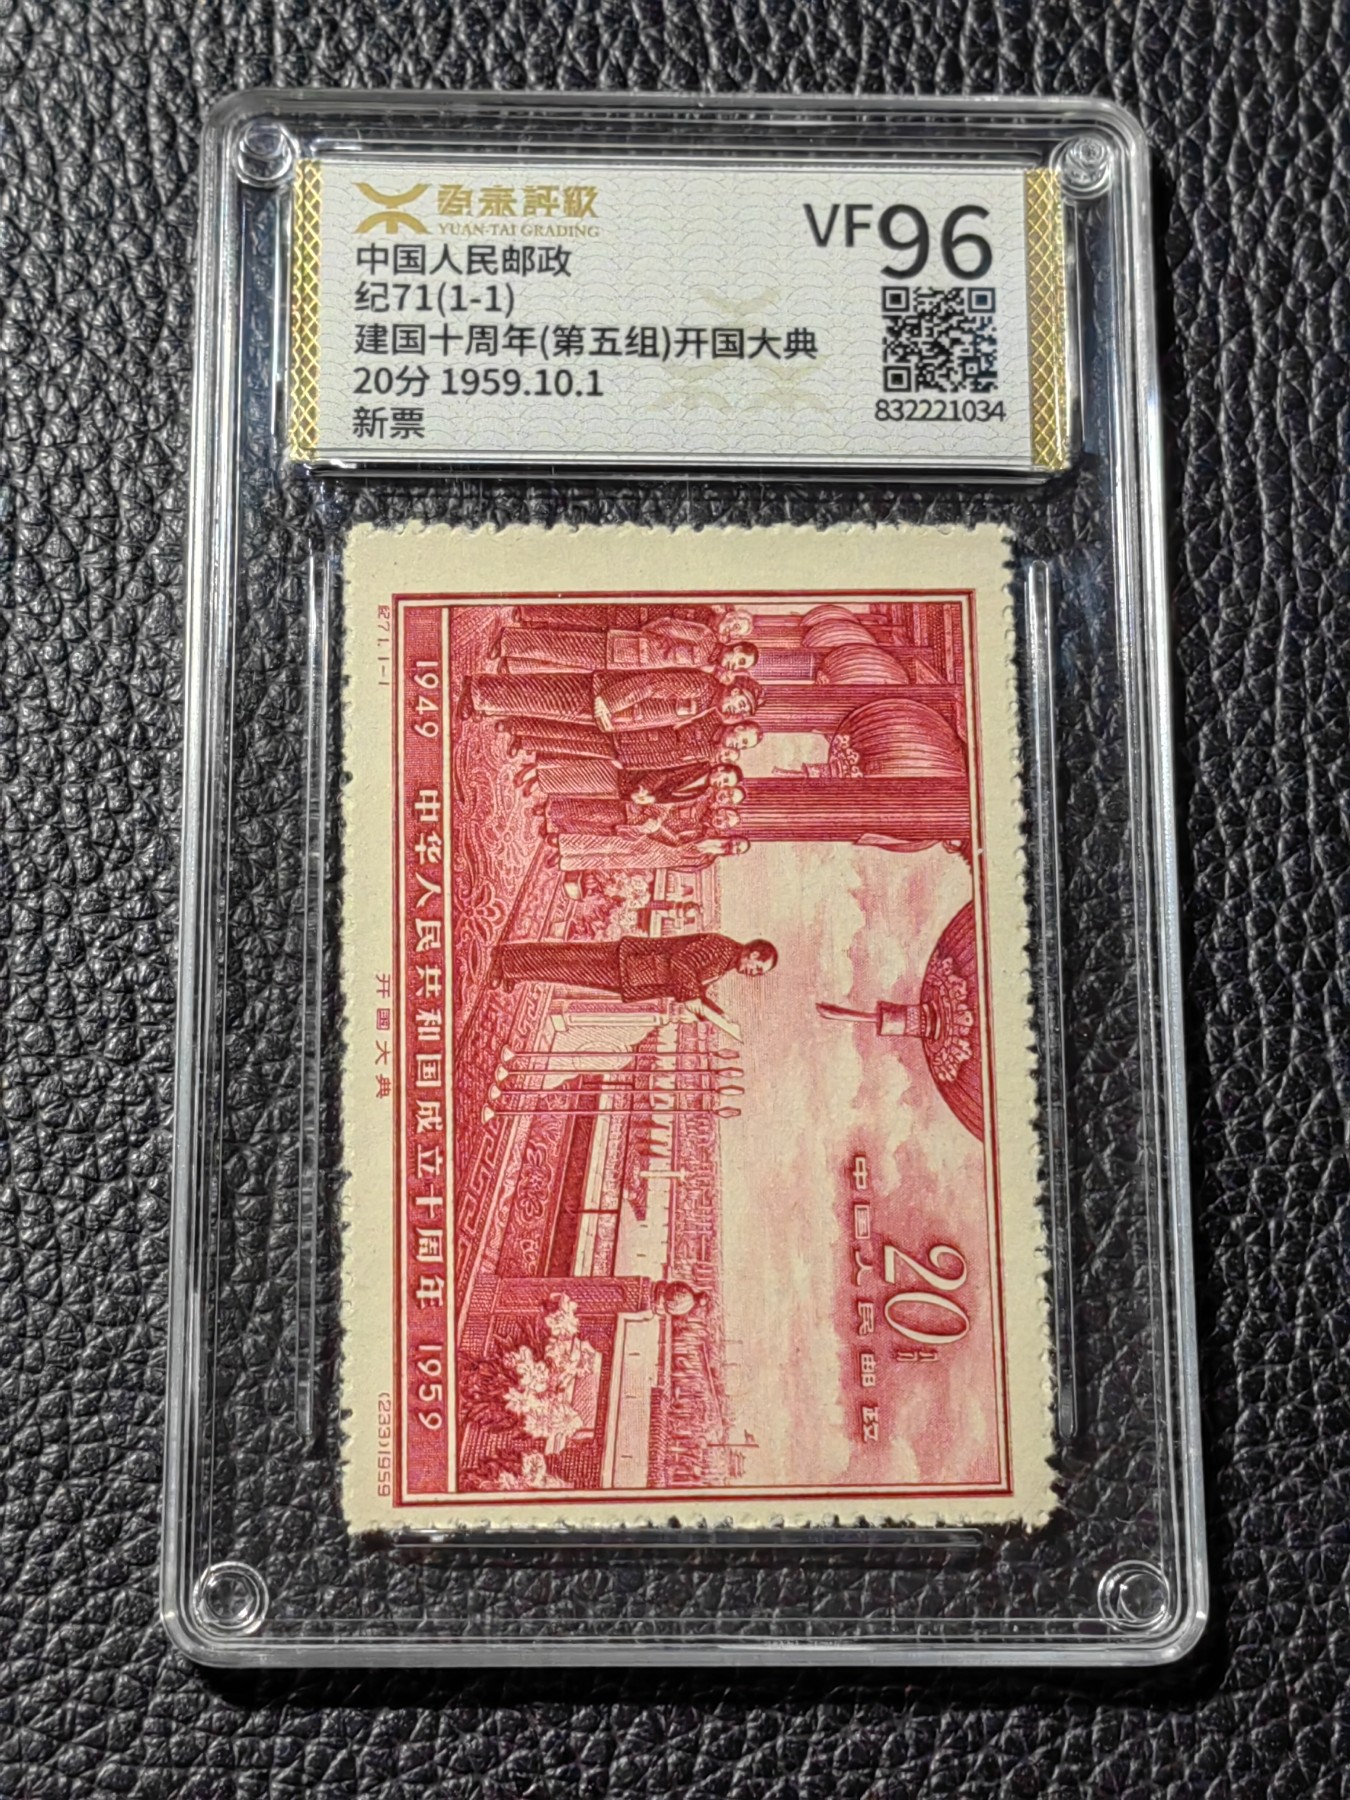 源泰評級
YUAN-TAI GRADING
中国人民邮政
纪71(1-1)
建国十周年(第五组)开国大典
20分 1959.10.1
新票
VF96
832221034
20分
中国人民邮政
1949 中华人民共和国成立十周年 1959
纪71.1-1
开國大典
(233)1959